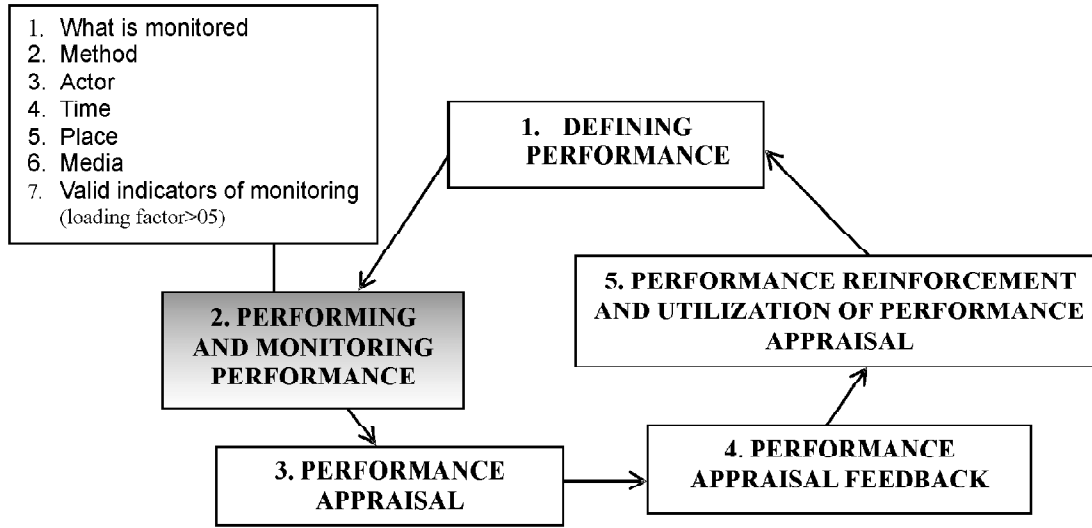 1. What is monitored
2. Method
3. Actor
4. Time
5. Place
6. Media
7. Valid indicators of monitoring
(loading factor>05)
1. DEFINING
PERFORMANCE
2. PERFORMING
AND MONITORING
PERFORMANCE
3. PERFORMANCE
APPRAISAL
4. PERFORMANCE
APPRAISAL FEEDBACK
5. PERFORMANCE REINFORCEMENT
AND UTILIZATION OF PERFORMANCE
APPRAISAL